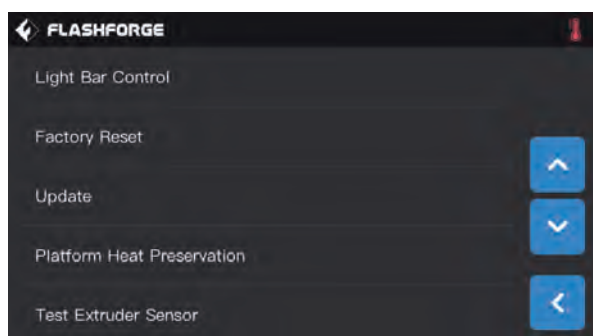 FLASHFORGE
Light Bar Control
Factory Reset
Update
Platform Heat Preservation
Test Extruder Sensor